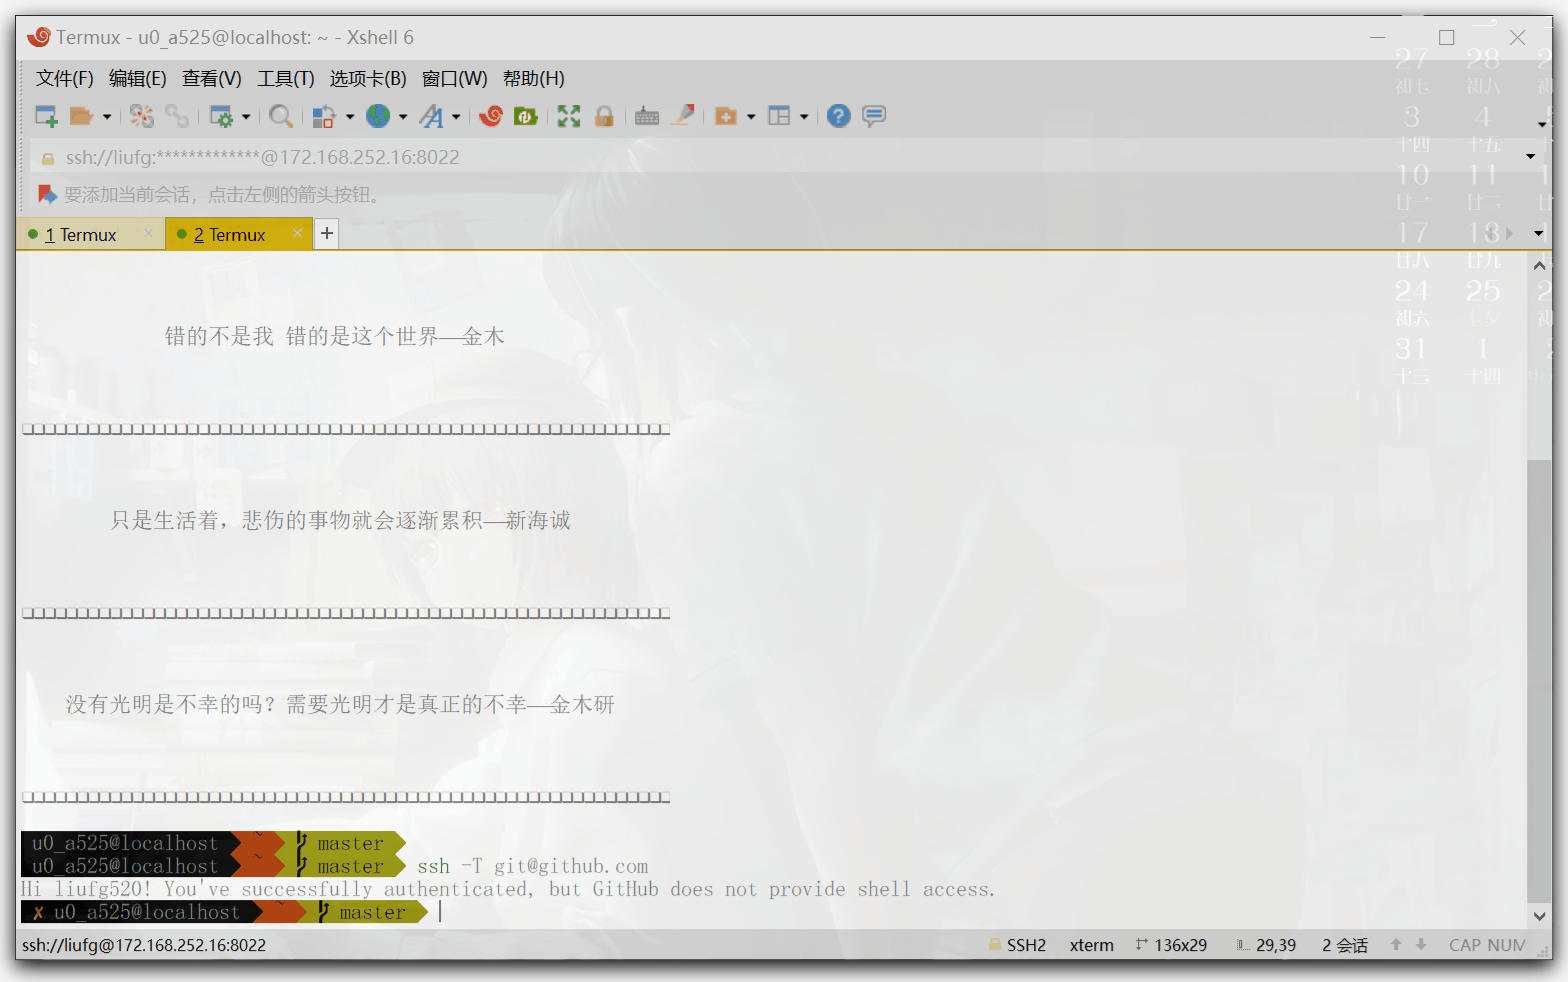 Termux - u0_a525@localhost: ~ - Xshell 6
文件(F) 编辑(E) 查看(V) 工具(T) 选项卡(B) 窗口(W) 帮助(H)
ssh://liufg:*************@172.168.252.16:8022
要添加当前会话，点击左侧的箭头按钮。
1 Termux 2 Termux +
27 28
初七 初八
3 4
十四 十五
10 11
廿一 廿二
17 18
廿八 廿九
24 25
初六 七夕
31 1
十三 十四
错的不是我 错的是这个世界——金木
只是生活着，悲伤的事物就会逐渐累积——新海诚
没有光明是不幸的吗？需要光明才是真正的不幸——金木研
u0_a525@localhost ~ master
u0_a525@localhost ~ master ssh -T git@github.com
Hi liufg520! You've successfully authenticated, but GitHub does not provide shell access.
✗ u0_a525@localhost ~ master
ssh://liufg@172.168.252.16:8022 SSH2 xterm 136x29 29,39 2 会话 CAP NUM